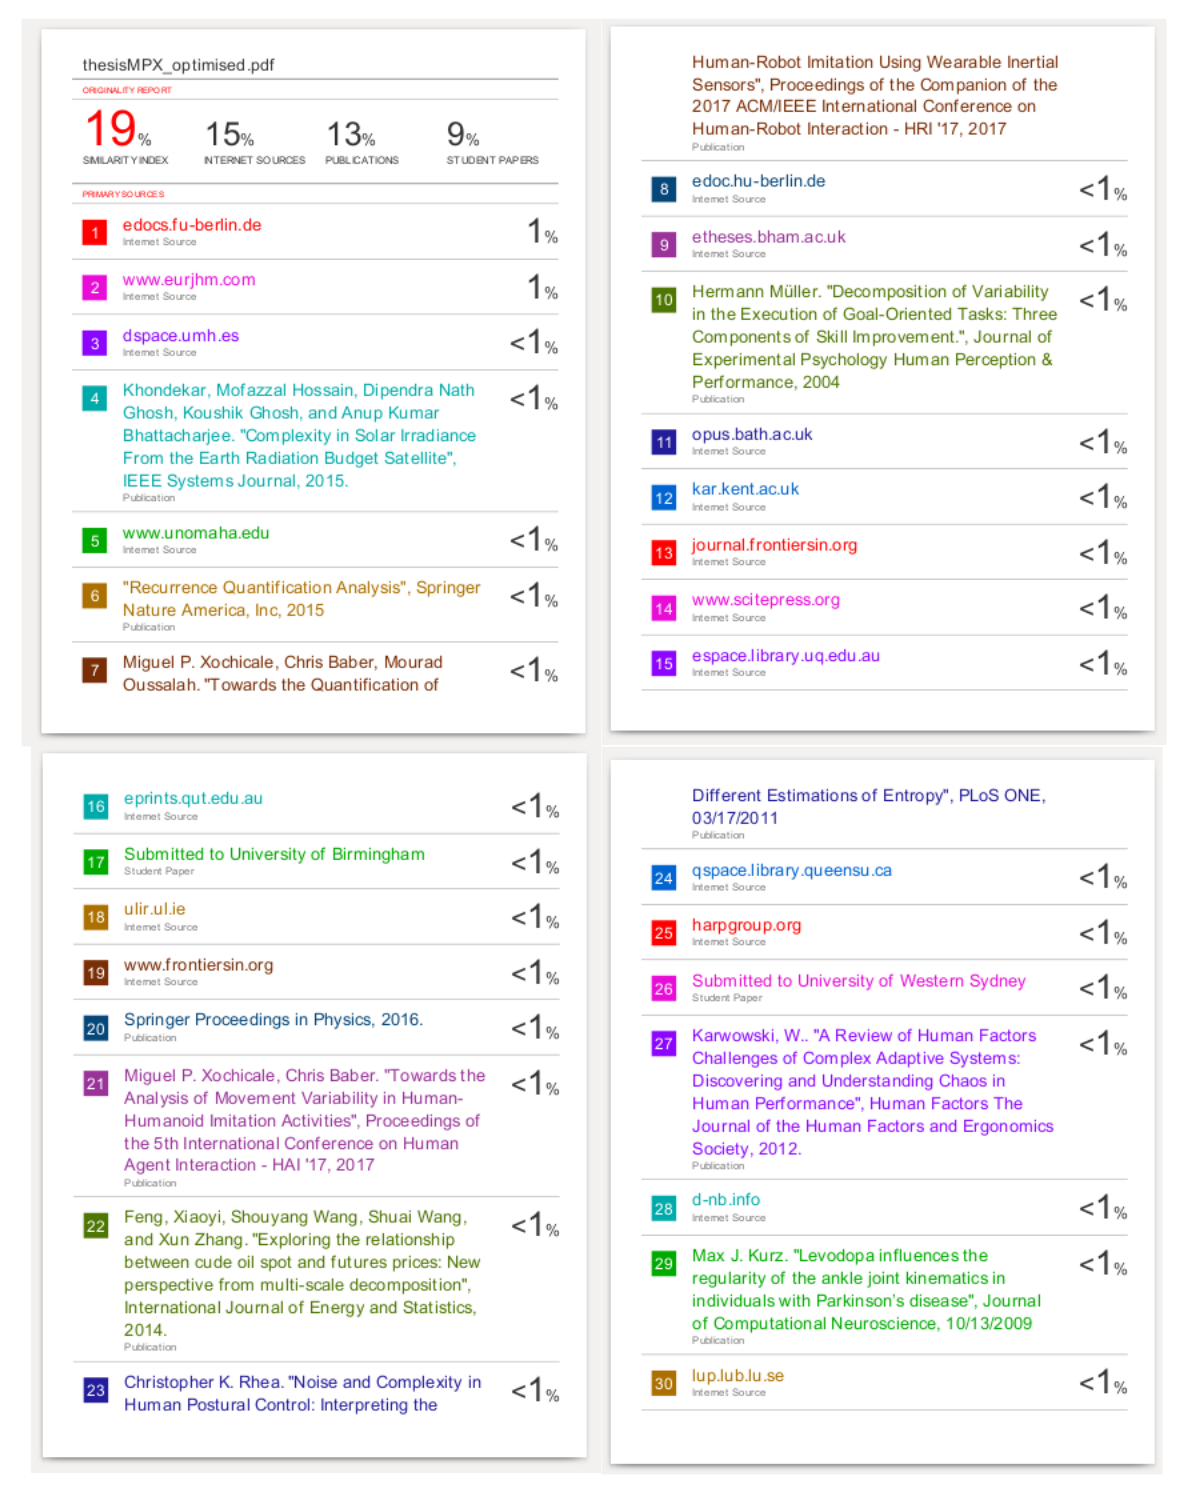 thesisMPX_optimised.pdf
ORIGINALITY REPORT
19% 15% 13% 9%
SIMILARITY INDEX INTERNET SOURCES PUBLICATIONS STUDENT PAPERS
PRIMARY SOURCES
1 edocs.fu-berlin.de 1%
Internet Source
2 www.eurjhm.com 1%
Internet Source
3 dspace.umh.es <1%
Internet Source
4 Khondekar, Mofazzal Hossain, Dipendra Nath <1%
Ghosh, Koushik Ghosh, and Anup Kumar
Bhattacharjee. "Complexity in Solar Irradiance
From the Earth Radiation Budget Satellite",
IEEE Systems Journal, 2015.
Publication
5 www.unomaha.edu <1%
Internet Source
6 "Recurrence Quantification Analysis", Springer <1%
Nature America, Inc, 2015
Publication
7 Miguel P. Xochicale, Chris Baber, Mourad <1%
Oussalah. "Towards the Quantification of
Human-Robot Imitation Using Wearable Inertial
Sensors", Proceedings of the Companion of the
2017 ACM/IEEE International Conference on
Human-Robot Interaction - HRI '17, 2017
Publication
8 edoc.hu-berlin.de <1%
Internet Source
9 etheses.bham.ac.uk <1%
Internet Source
10 Hermann Müller. "Decomposition of Variability <1%
in the Execution of Goal-Oriented Tasks: Three
Components of Skill Improvement.", Journal of
Experimental Psychology Human Perception &
Performance, 2004
Publication
11 opus.bath.ac.uk <1%
Internet Source
12 kar.kent.ac.uk <1%
Internet Source
13 journal.frontiersin.org <1%
Internet Source
14 www.scitepress.org <1%
Internet Source
15 espace.library.uq.edu.au <1%
Internet Source
16 eprints.qut.edu.au <1%
Internet Source
17 Submitted to University of Birmingham <1%
Student Paper
18 ulir.ul.ie <1%
Internet Source
19 www.frontiersin.org <1%
Internet Source
20 Springer Proceedings in Physics, 2016. <1%
Publication
21 Miguel P. Xochicale, Chris Baber. "Towards the <1%
Analysis of Movement Variability in Human-
Humanoid Imitation Activities", Proceedings of
the 5th International Conference on Human
Agent Interaction - HAI '17, 2017
Publication
22 Feng, Xiaoyi, Shouyang Wang, Shuai Wang, <1%
and Xun Zhang. "Exploring the relationship
between cude oil spot and futures prices: New
perspective from multi-scale decomposition",
International Journal of Energy and Statistics,
2014.
Publication
23 Christopher K. Rhea. "Noise and Complexity in <1%
Human Postural Control: Interpreting the
Different Estimations of Entropy", PLoS ONE,
03/17/2011
Publication
24 qspace.library.queensu.ca <1%
Internet Source
25 harpgroup.org <1%
Internet Source
26 Submitted to University of Western Sydney <1%
Student Paper
27 Karwowski, W.. "A Review of Human Factors <1%
Challenges of Complex Adaptive Systems:
Discovering and Understanding Chaos in
Human Performance", Human Factors The
Journal of the Human Factors and Ergonomics
Society, 2012.
Publication
28 d-nb.info <1%
Internet Source
29 Max J. Kurz. "Levodopa influences the <1%
regularity of the ankle joint kinematics in
individuals with Parkinson's disease", Journal
of Computational Neuroscience, 10/13/2009
Publication
30 lup.lub.lu.se <1%
Internet Source